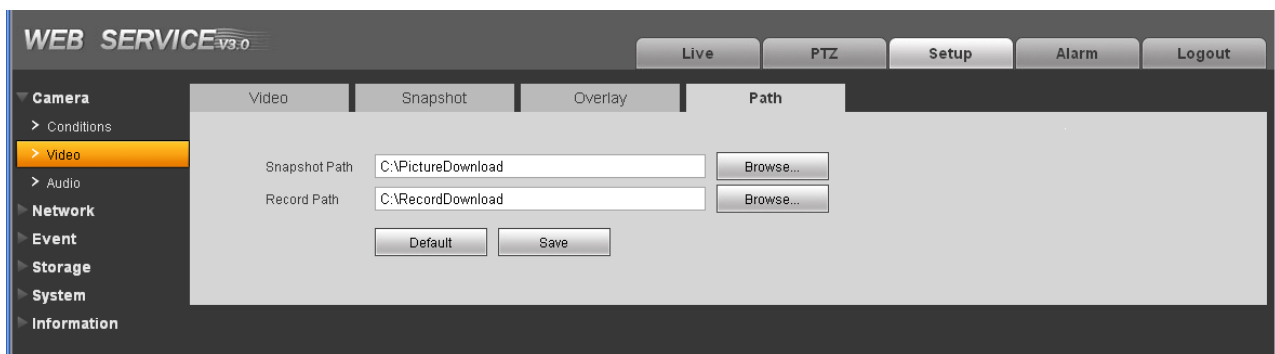 WEB SERVICE V3.0
Live PTZ Setup Alarm Logout
Camera
> Conditions
> Video
> Audio
Network
Event
Storage
System
Information
Video Snapshot Overlay Path
Snapshot Path C:\PictureDownload Browse...
Record Path C:\RecordDownload Browse...
Default Save